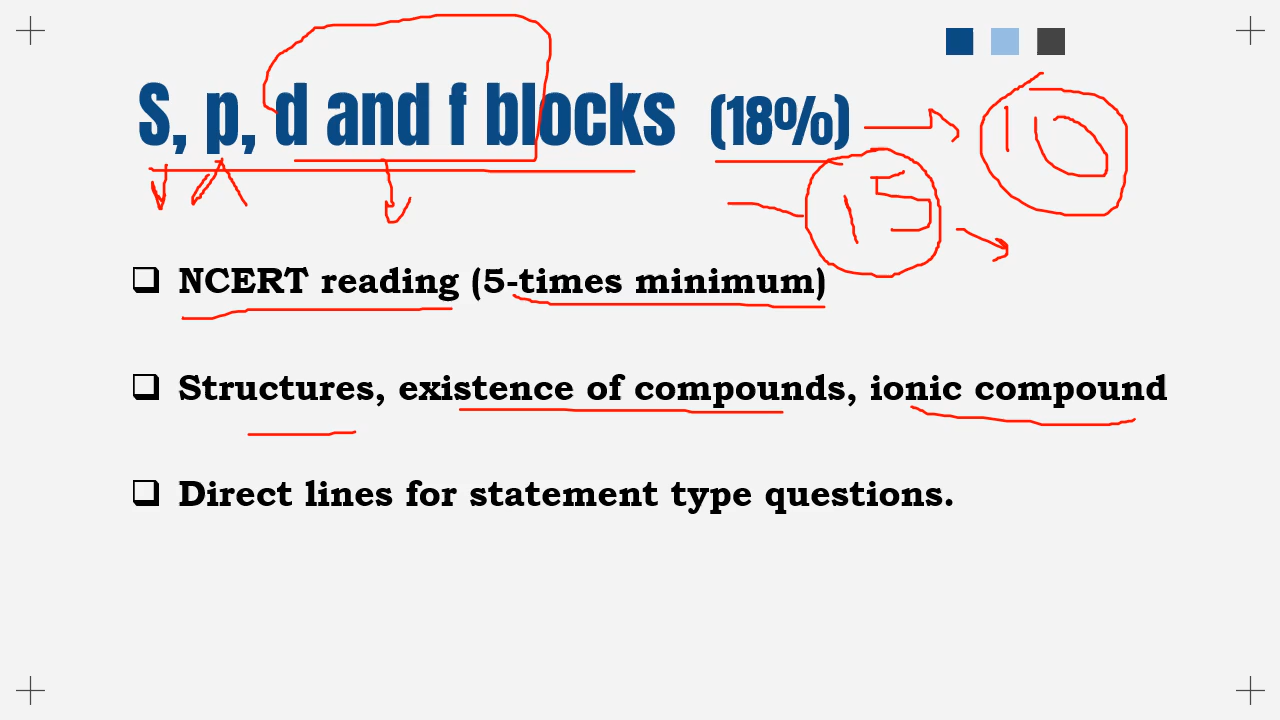 S, p, d and f blocks (18%)
10
15
NCERT reading (5-times minimum)
Structures, existence of compounds, ionic compound
Direct lines for statement type questions.